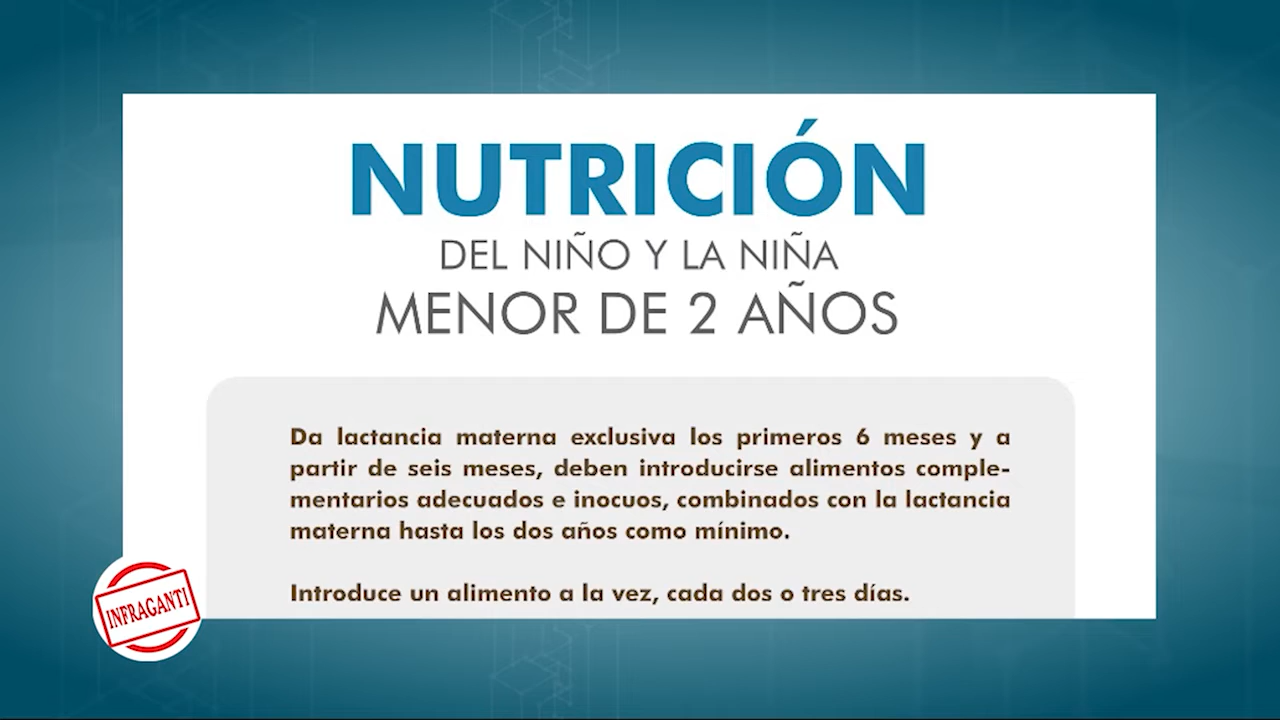 NUTRICIÓN
DEL NIÑO Y LA NIÑA
MENOR DE 2 AÑOS
Da lactancia materna exclusiva los primeros 6 meses y a
partir de seis meses, deben introducirse alimentos comple-
mentarios adecuados e inocuos, combinados con la lactancia
materna hasta los dos años como mínimo.
Introduce un alimento a la vez, cada dos o tres días.
INFRAGANTI